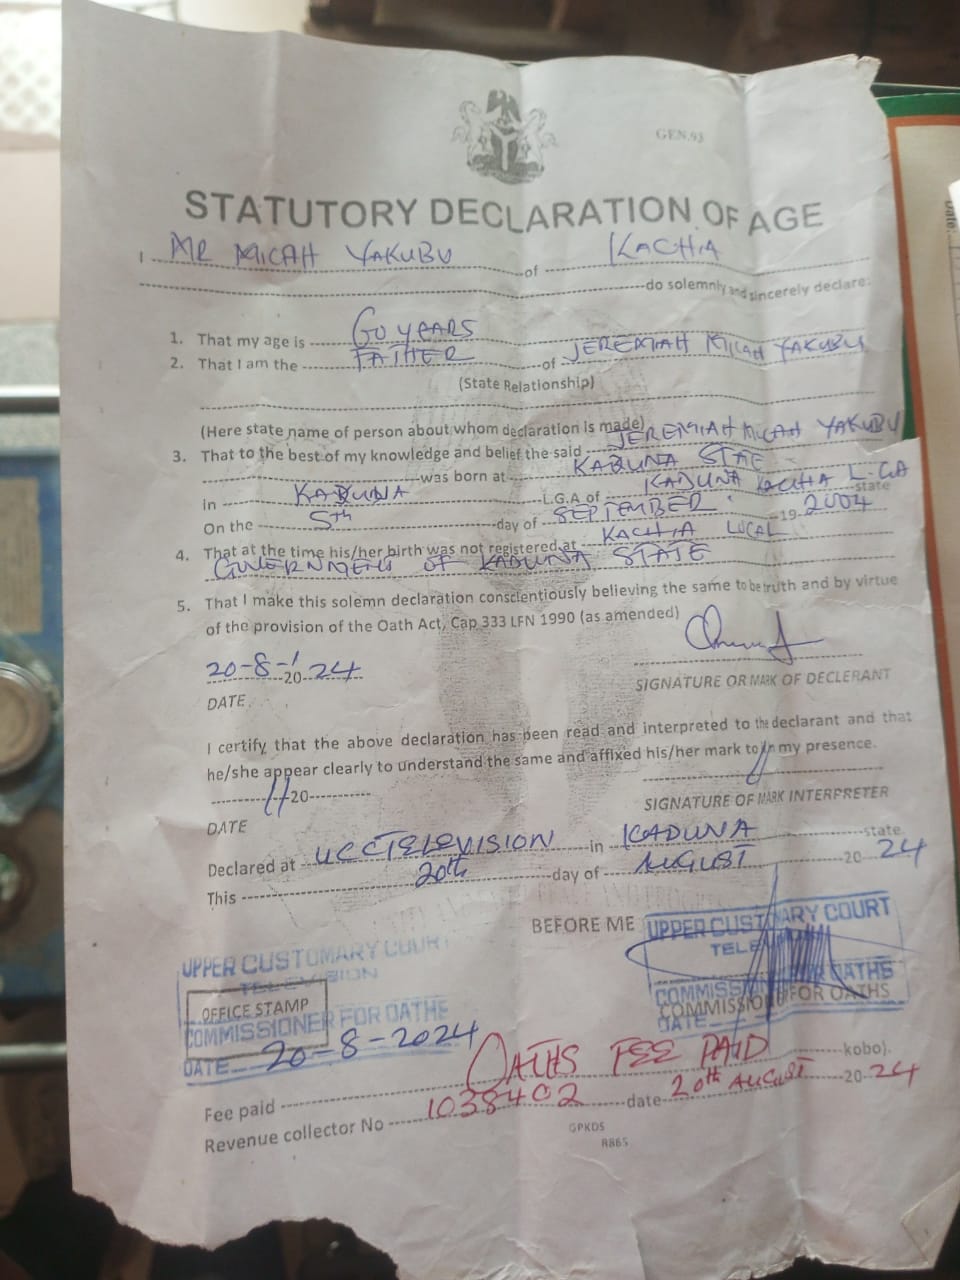 GEN.93
STATUTORY DECLARATION OF AGE
I MR MICAH YAKUBU of KACHIA
do solemnly and sincerely declare:
1. That my age is 60 YEARS
2. That I am the FATHER of JEREMIAH MICAH YAKUBU
(State Relationship)
(Here state name of person about whom declaration is made)
3. That to the best of my knowledge and belief the said JEREMIAH MICAH YAKUBU
was born at KADUNA STATE
in KADUNA L.G.A of KADUNA KACHIA L.GA state
On the 5th day of SEPTEMBER 19 2004
4. That at the time his/her birth was not registered at KACHIA LOCAL
GOVERNMENT OF KADUNA STATE
5. That I make this solemn declaration conscientiously believing the same to be truth and by virtue
of the provision of the Oath Act, Cap 333 LFN 1990 (as amended)
20-8- 20 24
DATE
SIGNATURE OR MARK OF DECLERANT
I certify that the above declaration has been read and interpreted to the declarant and that
he/she appear clearly to understand the same and affixed his/her mark to in my presence.
20
DATE
SIGNATURE OF MARK INTERPRETER
Declared at UCC TELEVISION in KADUNA state
This 20th day of AUGUST 20 24
BEFORE ME
UPPER CUSTOMARY COURT
TELE
COMMISSIONER FOR OATHS
COMMISSIONER FOR OATHS
DATE
UPPER CUSTOMARY COURT
TELEVISION
OFFICE STAMP
COMMISSIONER FOR OATHS
DATE 20-8-2024
Fee paid OATHS FEE PAID kobo).
Revenue collector No 1038402 date 20th AUGUST 20 24
GPKDS
R865
Date: